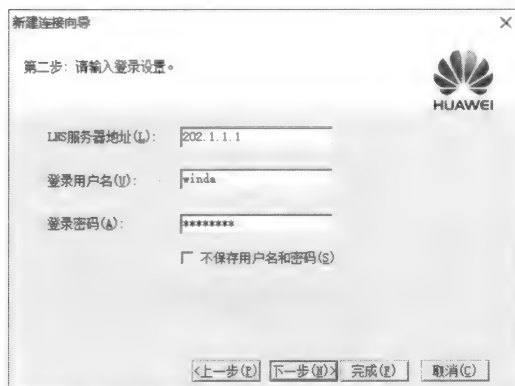 新建连接向导
第二步: 请输入登录设置。
HUAWEI
LNS服务器地址(L): 202.1.1.1
登录用户名(U): winda
登录密码(A): ********
不保存用户名和密码(S)
<上一步(P) 下一步(N)> 完成(F) 取消(C)